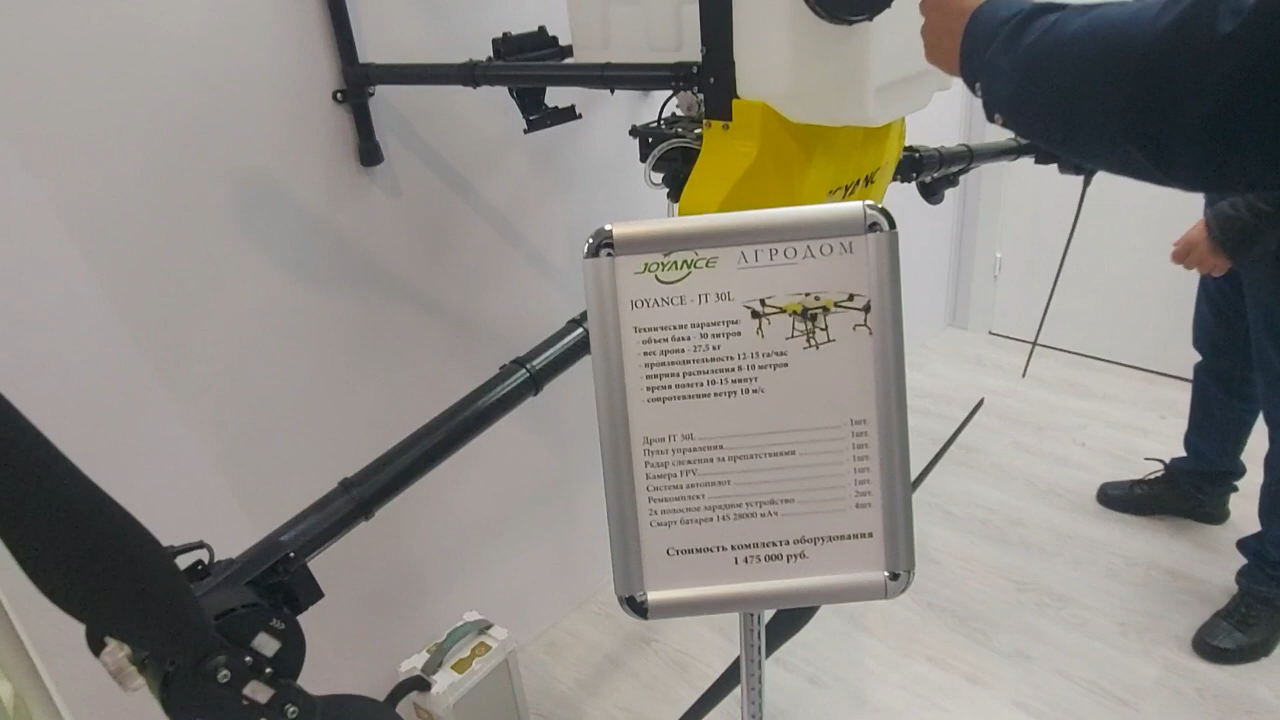 JOYANCE
JOYANCE АГРОДОМ
JOYANCE - JT 30L
Технические параметры:
- объем бака - 30 литров
- вес дрона - 27,5 кг
- производительность 12-15 га/час
- ширина распыления 8-10 метров
- время полета 10-15 минут
- сопротевление ветру 10 м/с
Дрон JT 30L - 1шт.
Пульт управления - 1шт.
Радар слежения за препятствиями - 1шт.
Камера FPV - 1шт.
Система автопилот - 1шт.
Ремкомплект - 1шт.
2х полосное зарядное устройство - 2шт.
Смарт батарея 14S 28000 мАч - 4шт.
Стоимость комплекта оборудования
1 475 000 руб.